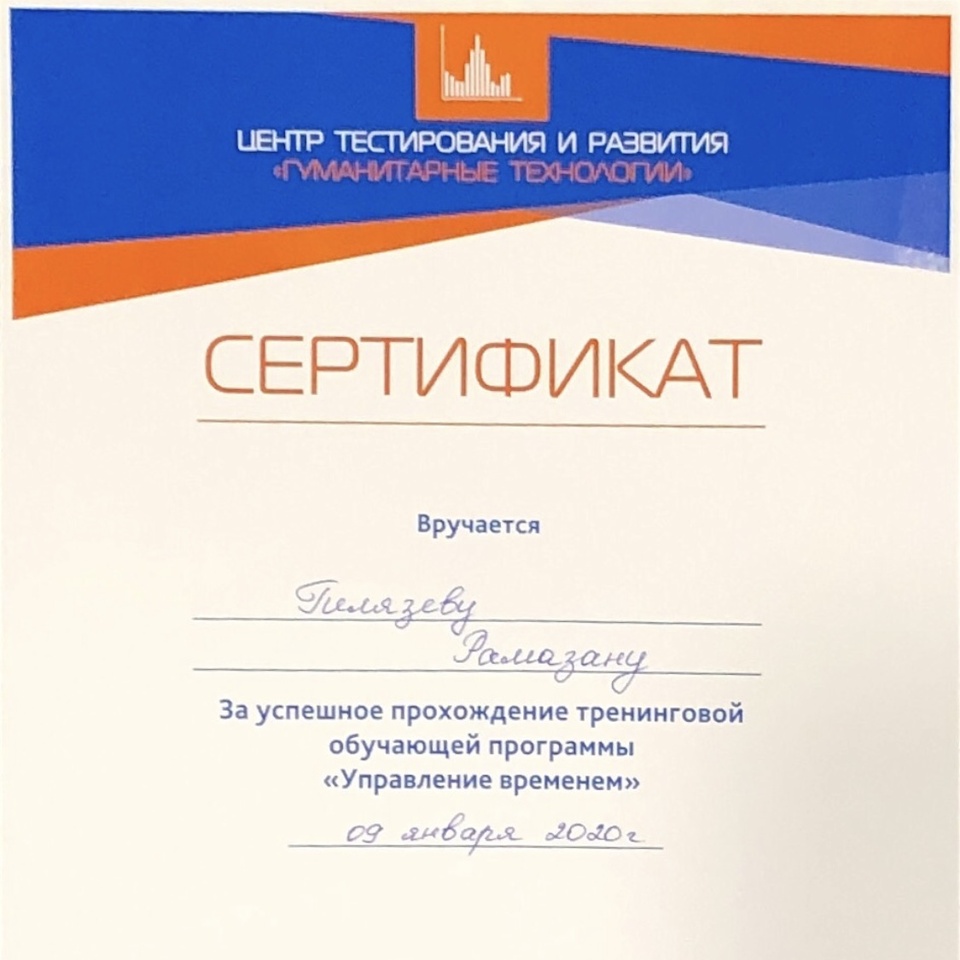 ЦЕНТР ТЕСТИРОВАНИЯ И РАЗВИТИЯ
«ГУМАНИТАРНЫЕ ТЕХНОЛОГИИ»
СЕРТИФИКАТ
Вручается
Гилязеву
Рамазану
За успешное прохождение тренинговой
обучающей программы
«Управление временем»
09 января 2020г